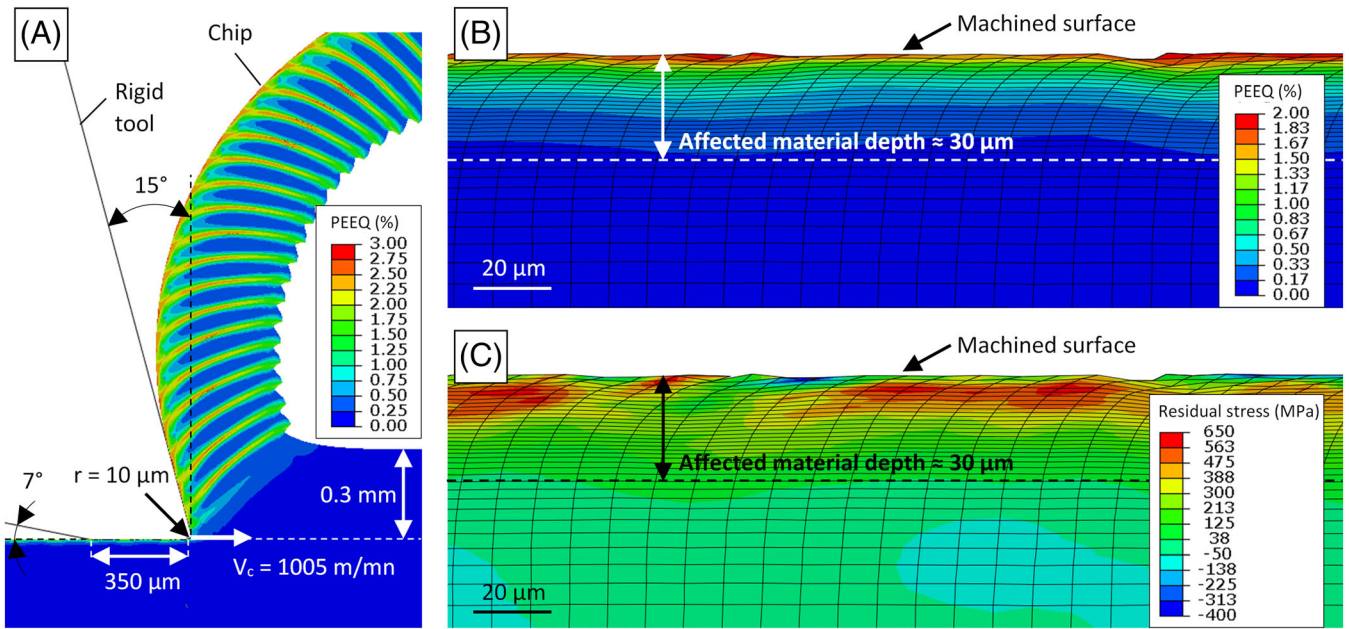 (A)
Chip
Rigid
tool
15°
PEEQ (%)
3.00
2.75
2.50
2.25
2.00
1.75
1.50
1.25
1.00
0.75
0.50
0.25
0.00
7°
r = 10 µm
0.3 mm
350 µm
Vc = 1005 m/mn
(B)
Machined surface
Affected material depth ≈ 30 µm
20 µm
PEEQ (%)
2.00
1.83
1.67
1.50
1.33
1.17
1.00
0.83
0.67
0.50
0.33
0.17
0.00
(C)
Machined surface
Affected material depth ≈ 30 µm
20 µm
Residual stress (MPa)
650
563
475
388
300
213
125
38
-50
-138
-225
-313
-400